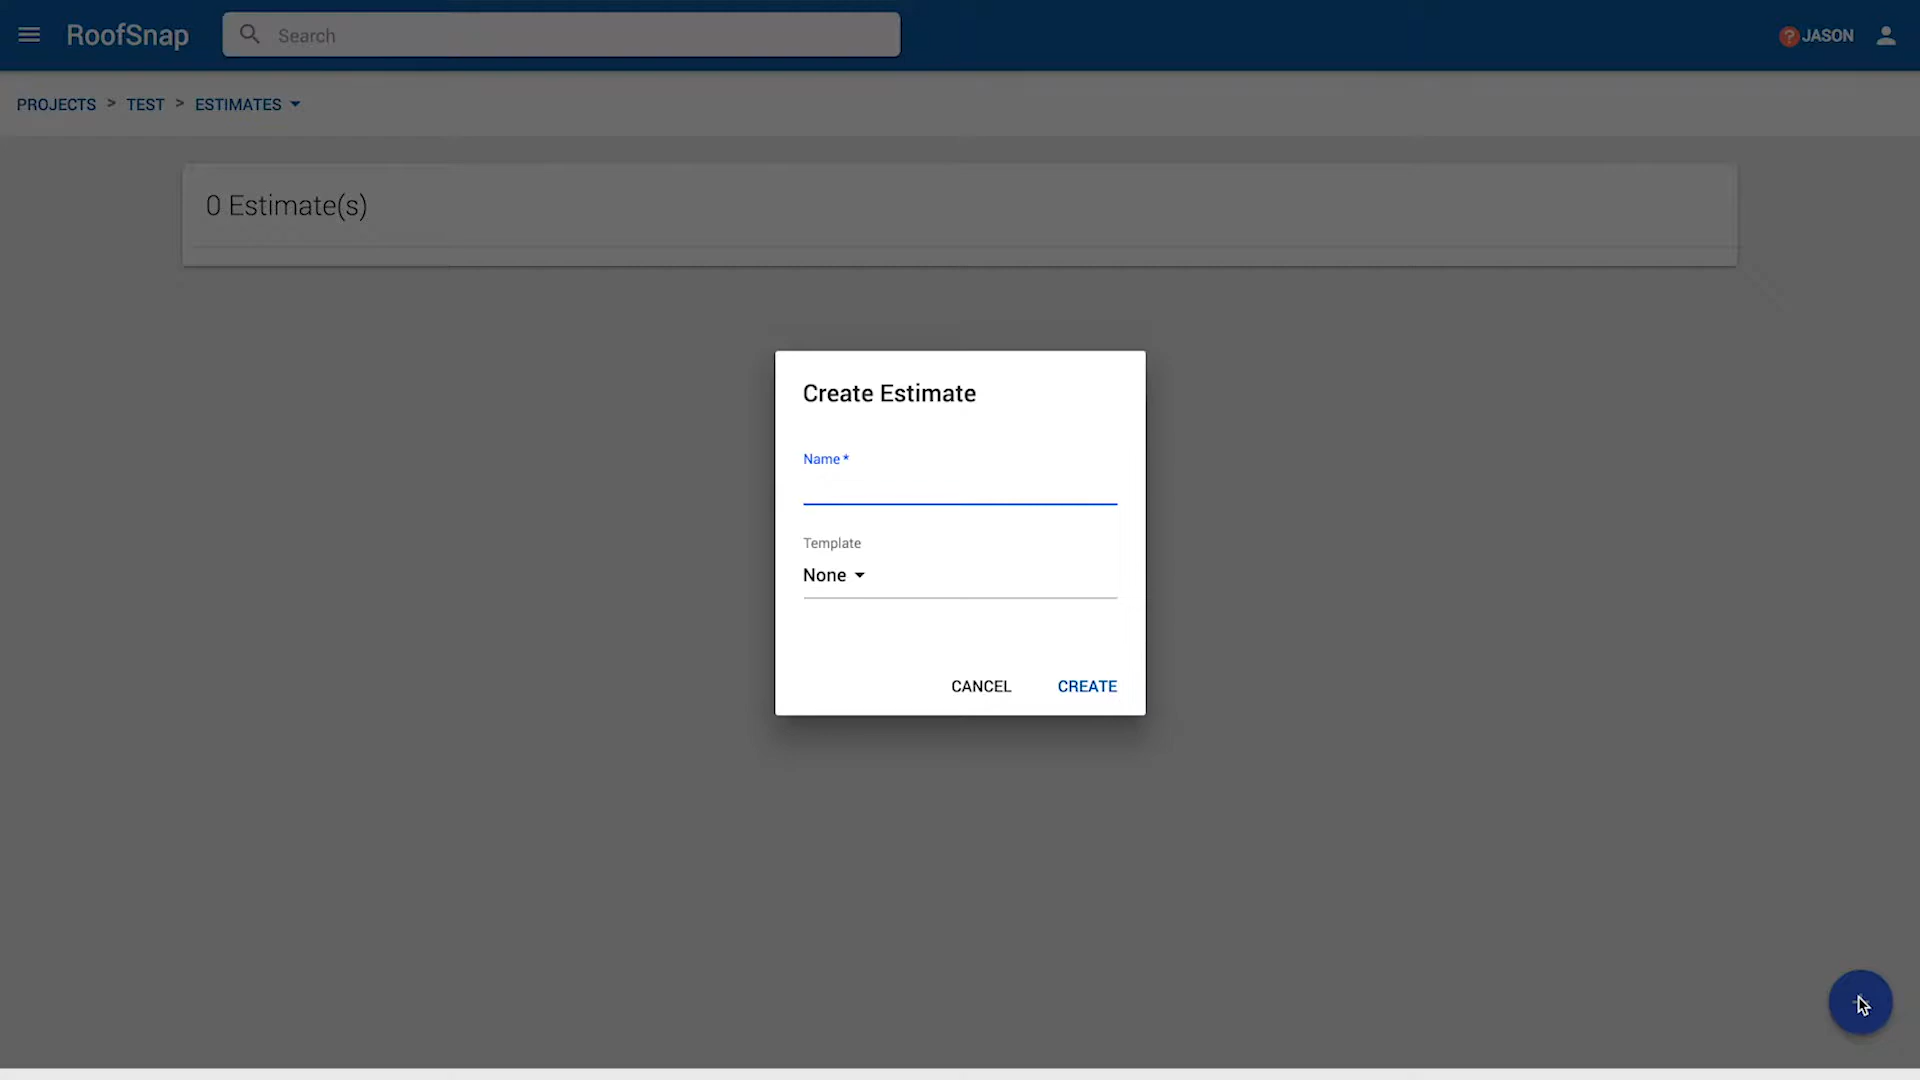 RoofSnap
Search
? JASON
PROJECTS > TEST > ESTIMATES
0 Estimate(s)
Create Estimate
Name *
Template
None
CANCEL
CREATE